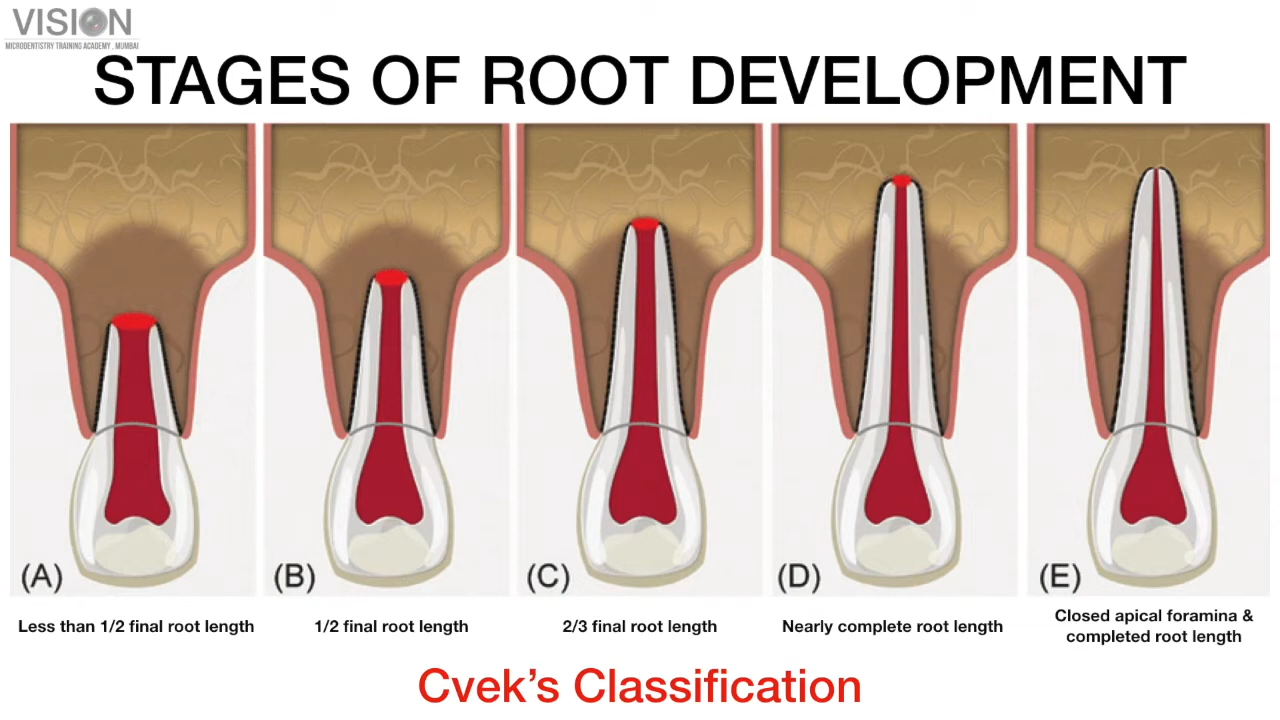 VISION
MICRODENTISTRY TRAINING ACADEMY , MUMBAI
STAGES OF ROOT DEVELOPMENT
(A)
(B)
(C)
(D)
(E)
Less than 1/2 final root length
1/2 final root length
2/3 final root length
Nearly complete root length
Closed apical foramina &
completed root length
Cvek’s Classification